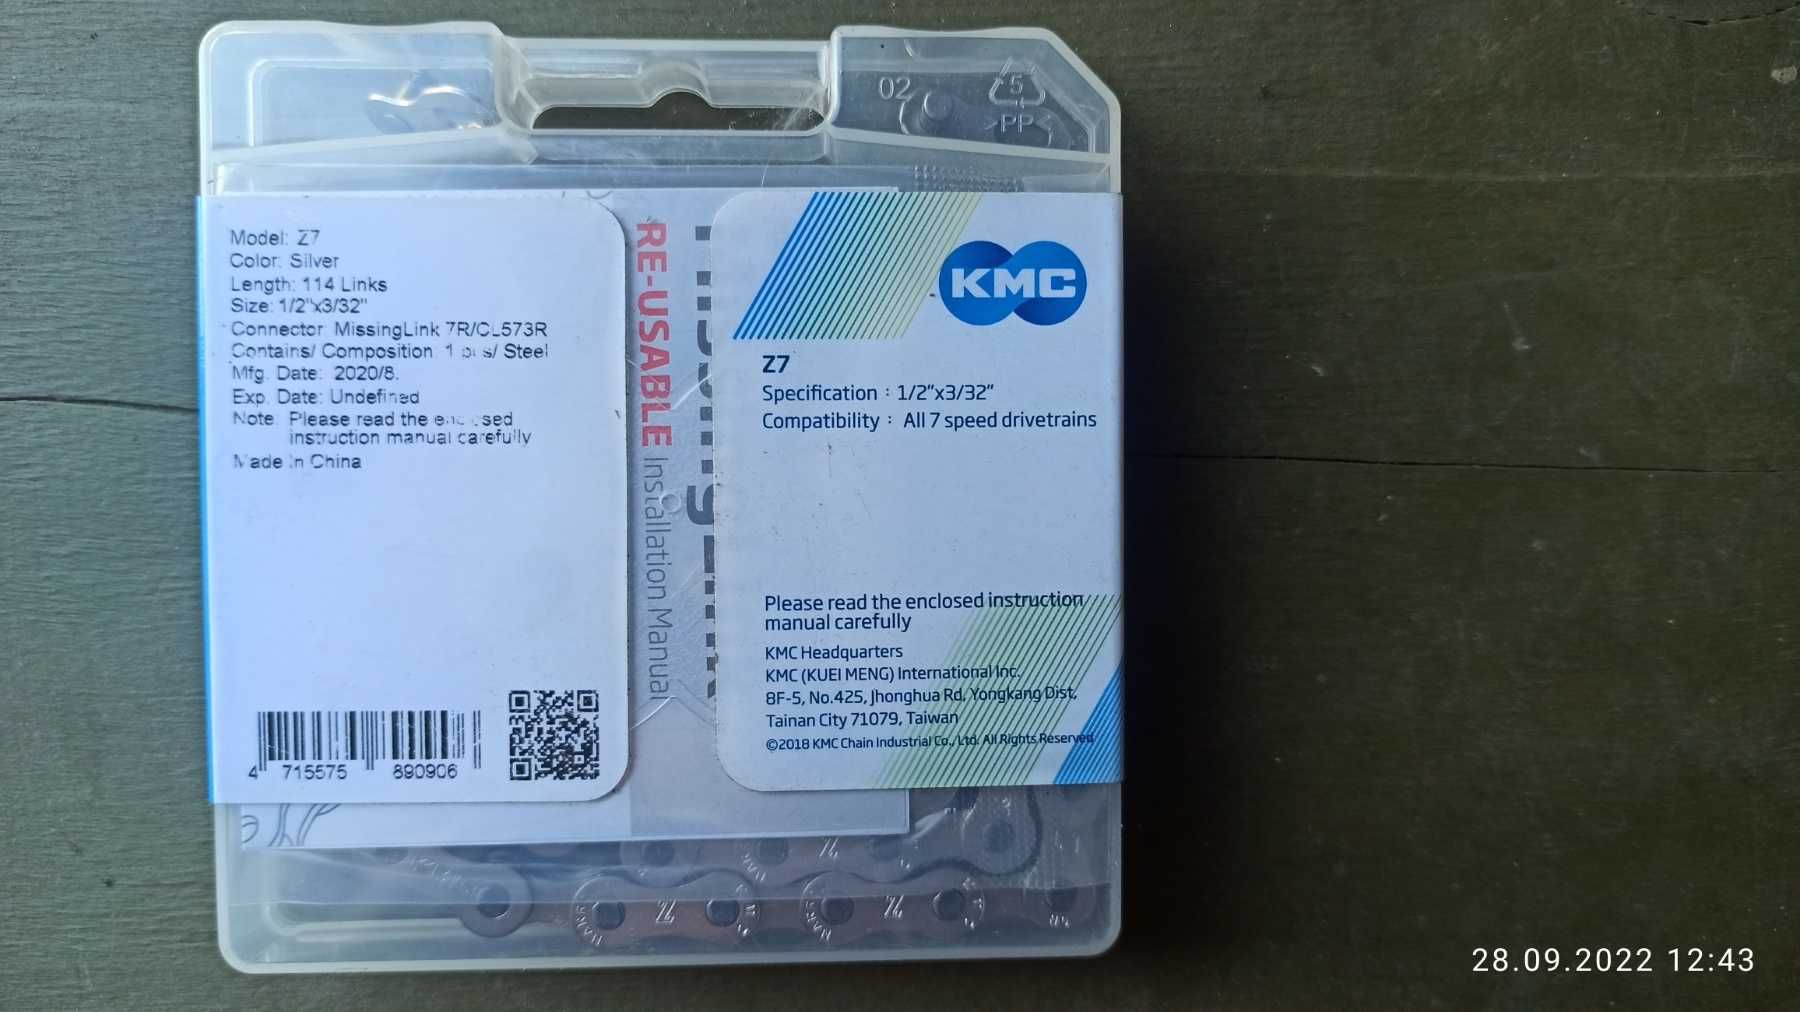 02
5
PP
Model: Z7
Color: Silver
Length: 114 Links
Size: 1/2"x3/32"
Connector: MissingLink 7R/CL573R
Contains/ Composition: 1 pcs/ Steel
Mfg. Date: 2020/8.
Exp. Date: Undefined
Note: Please read the enclosed
instruction manual carefully
Made In China
4 715575 890906
RE-USABLE Installation Manual
KMC
Z7
Specification : 1/2"x3/32"
Compatibility : All 7 speed drivetrains
Please read the enclosed instruction
manual carefully
KMC Headquarters
KMC (KUEI MENG) International Inc.
8F-5, No.425, Jhonghua Rd, Yongkang Dist,
Tainan City 71079, Taiwan
©2018 KMC Chain Industrial Co., Ltd. All Rights Reserved
Z
Z
Z
28.09.2022 12:43